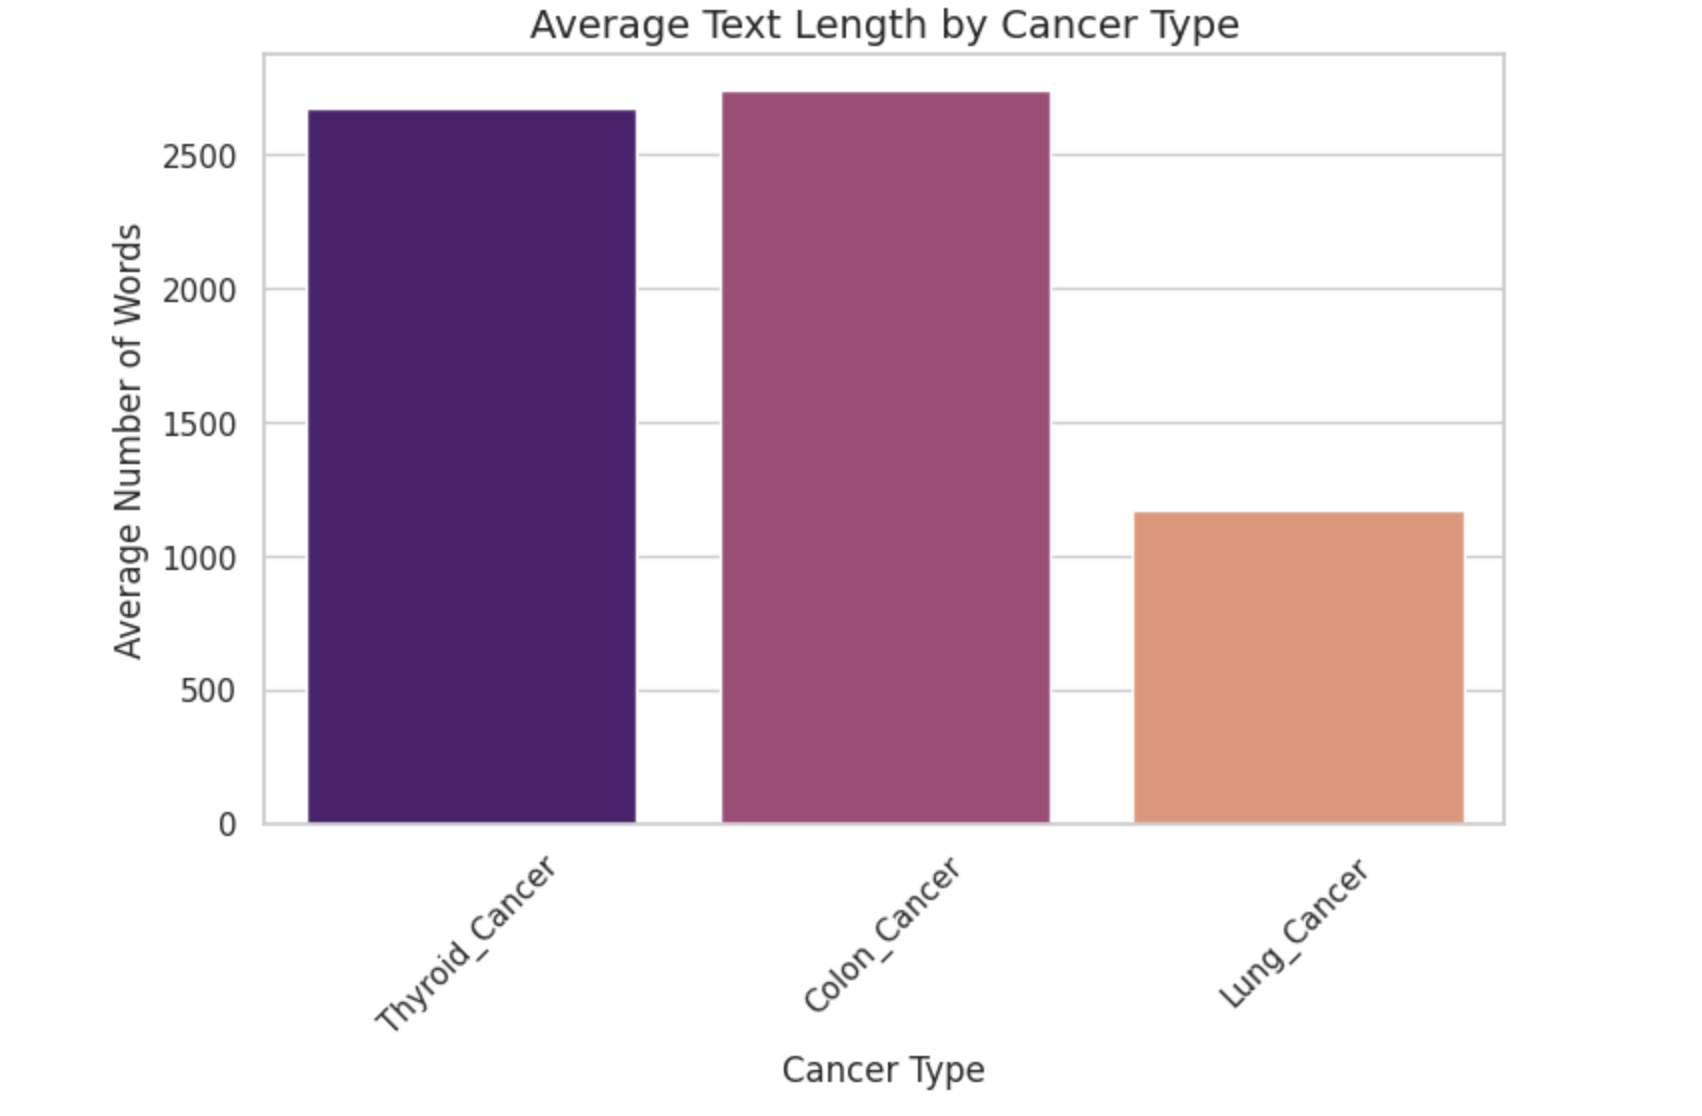 Average Text Length by Cancer Type
Average Number of Words
2500
2000
1500
1000
500
0
Thyroid_Cancer
Colon_Cancer
Lung_Cancer
Cancer Type